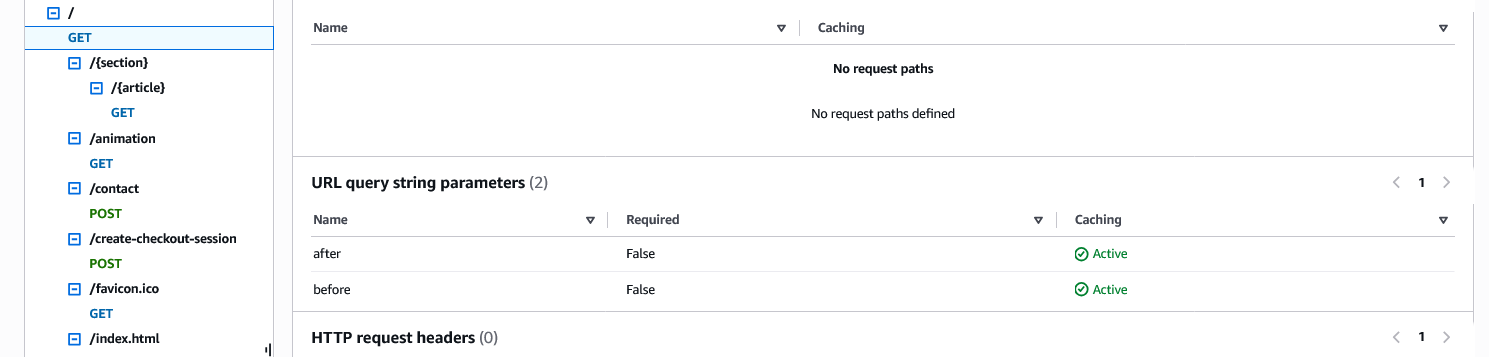 /
GET
/{section}
/{article}
GET
/animation
GET
/contact
POST
/create-checkout-session
POST
/favicon.ico
GET
/index.html
Name Caching
No request paths
No request paths defined
URL query string parameters (2) 1
Name Required Caching
after False Active
before False Active
HTTP request headers (0) 1